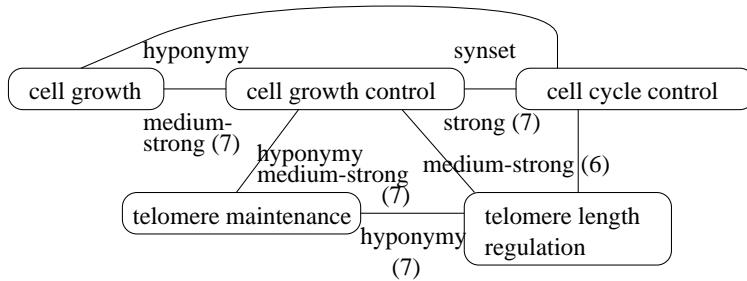 hyponymy
synset
cell growth
cell growth control
cell cycle control
medium-
strong (7)
strong (7)
hyponymy
medium-strong
(7)
medium-strong (6)
telomere maintenance
telomere length
regulation
hyponymy
(7)